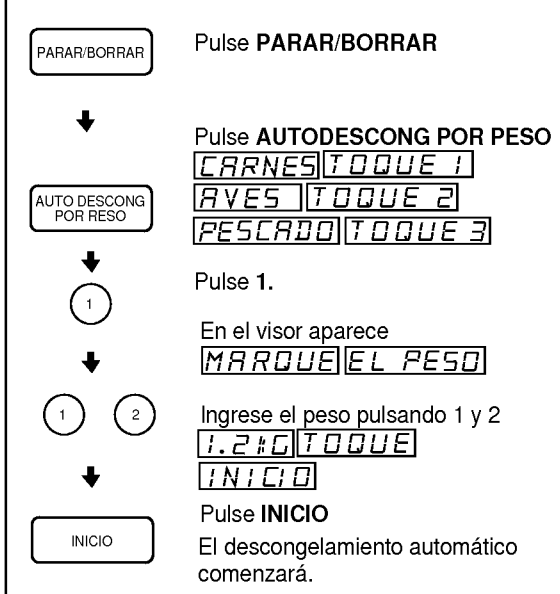 PARAR/BORRAR
Pulse PARAR/BORRAR
Pulse AUTODESCONG POR PESO
CARNES TOQUE 1
AUTO DESCONG
POR RESO
AVES TOQUE 2
PESCADO TOQUE 3
1
Pulse 1.
En el visor aparece
MARQUE EL PESO
1 2
Ingrese el peso pulsando 1 y 2
1.2 kG TOQUE
INICIO
INICIO
Pulse INICIO
El descongelamiento automático
comenzará.